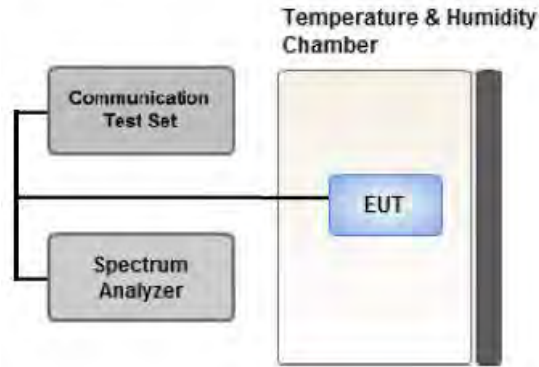 Temperature & Humidity
Chamber
Communication
Test Set
EUT
Spectrum
Analyzer